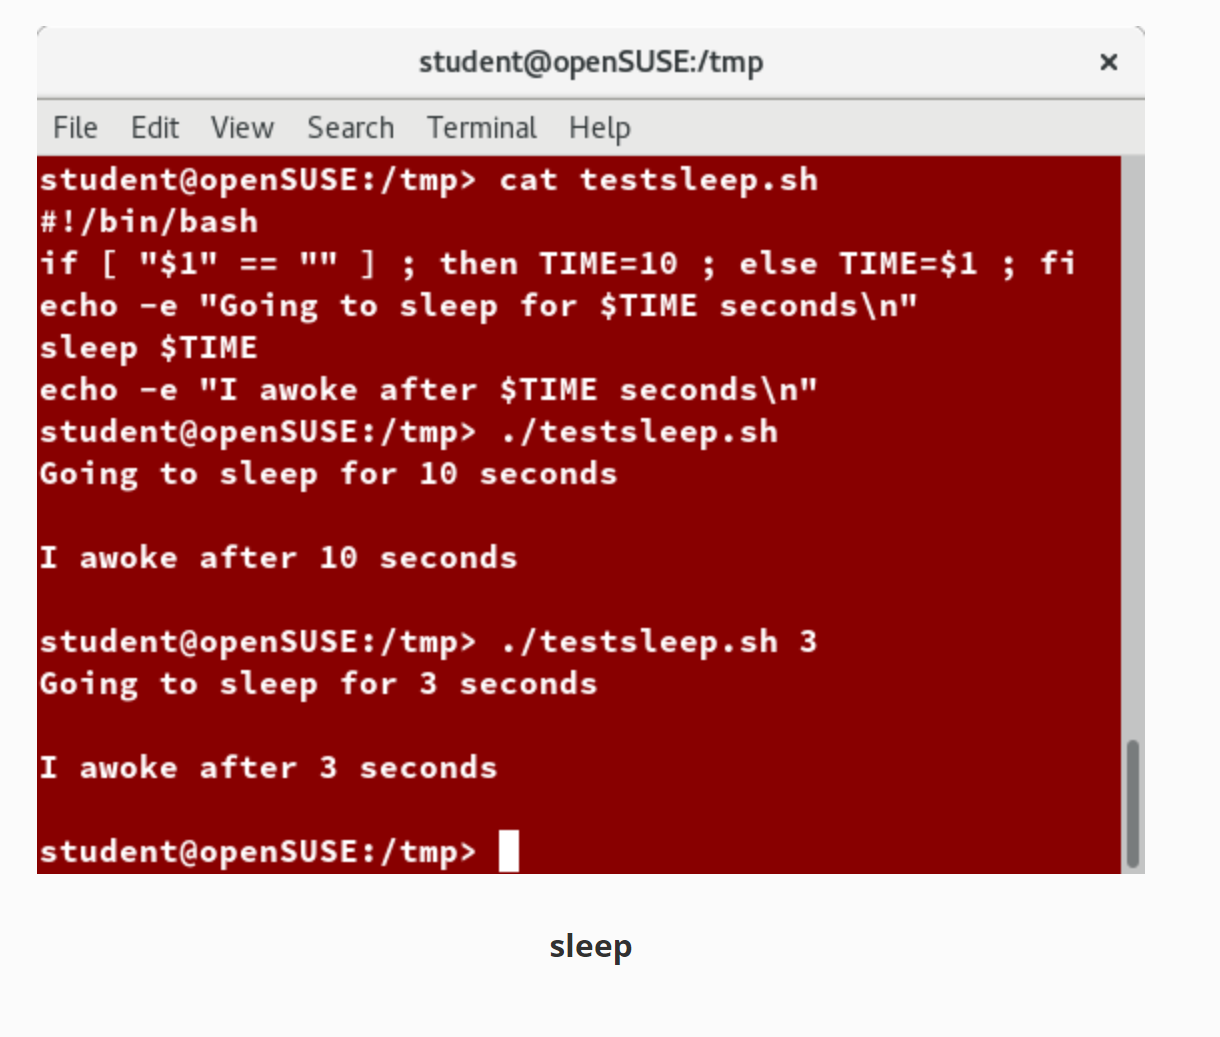 student@openSUSE:/tmp
×
File Edit View Search Terminal Help
student@openSUSE:/tmp> cat testsleep.sh
#!/bin/bash
if [ "$1" == "" ] ; then TIME=10 ; else TIME=$1 ; fi
echo -e "Going to sleep for $TIME seconds\n"
sleep $TIME
echo -e "I awoke after $TIME seconds\n"
student@openSUSE:/tmp> ./testsleep.sh
Going to sleep for 10 seconds
I awoke after 10 seconds
student@openSUSE:/tmp> ./testsleep.sh 3
Going to sleep for 3 seconds
I awoke after 3 seconds
student@openSUSE:/tmp>
sleep